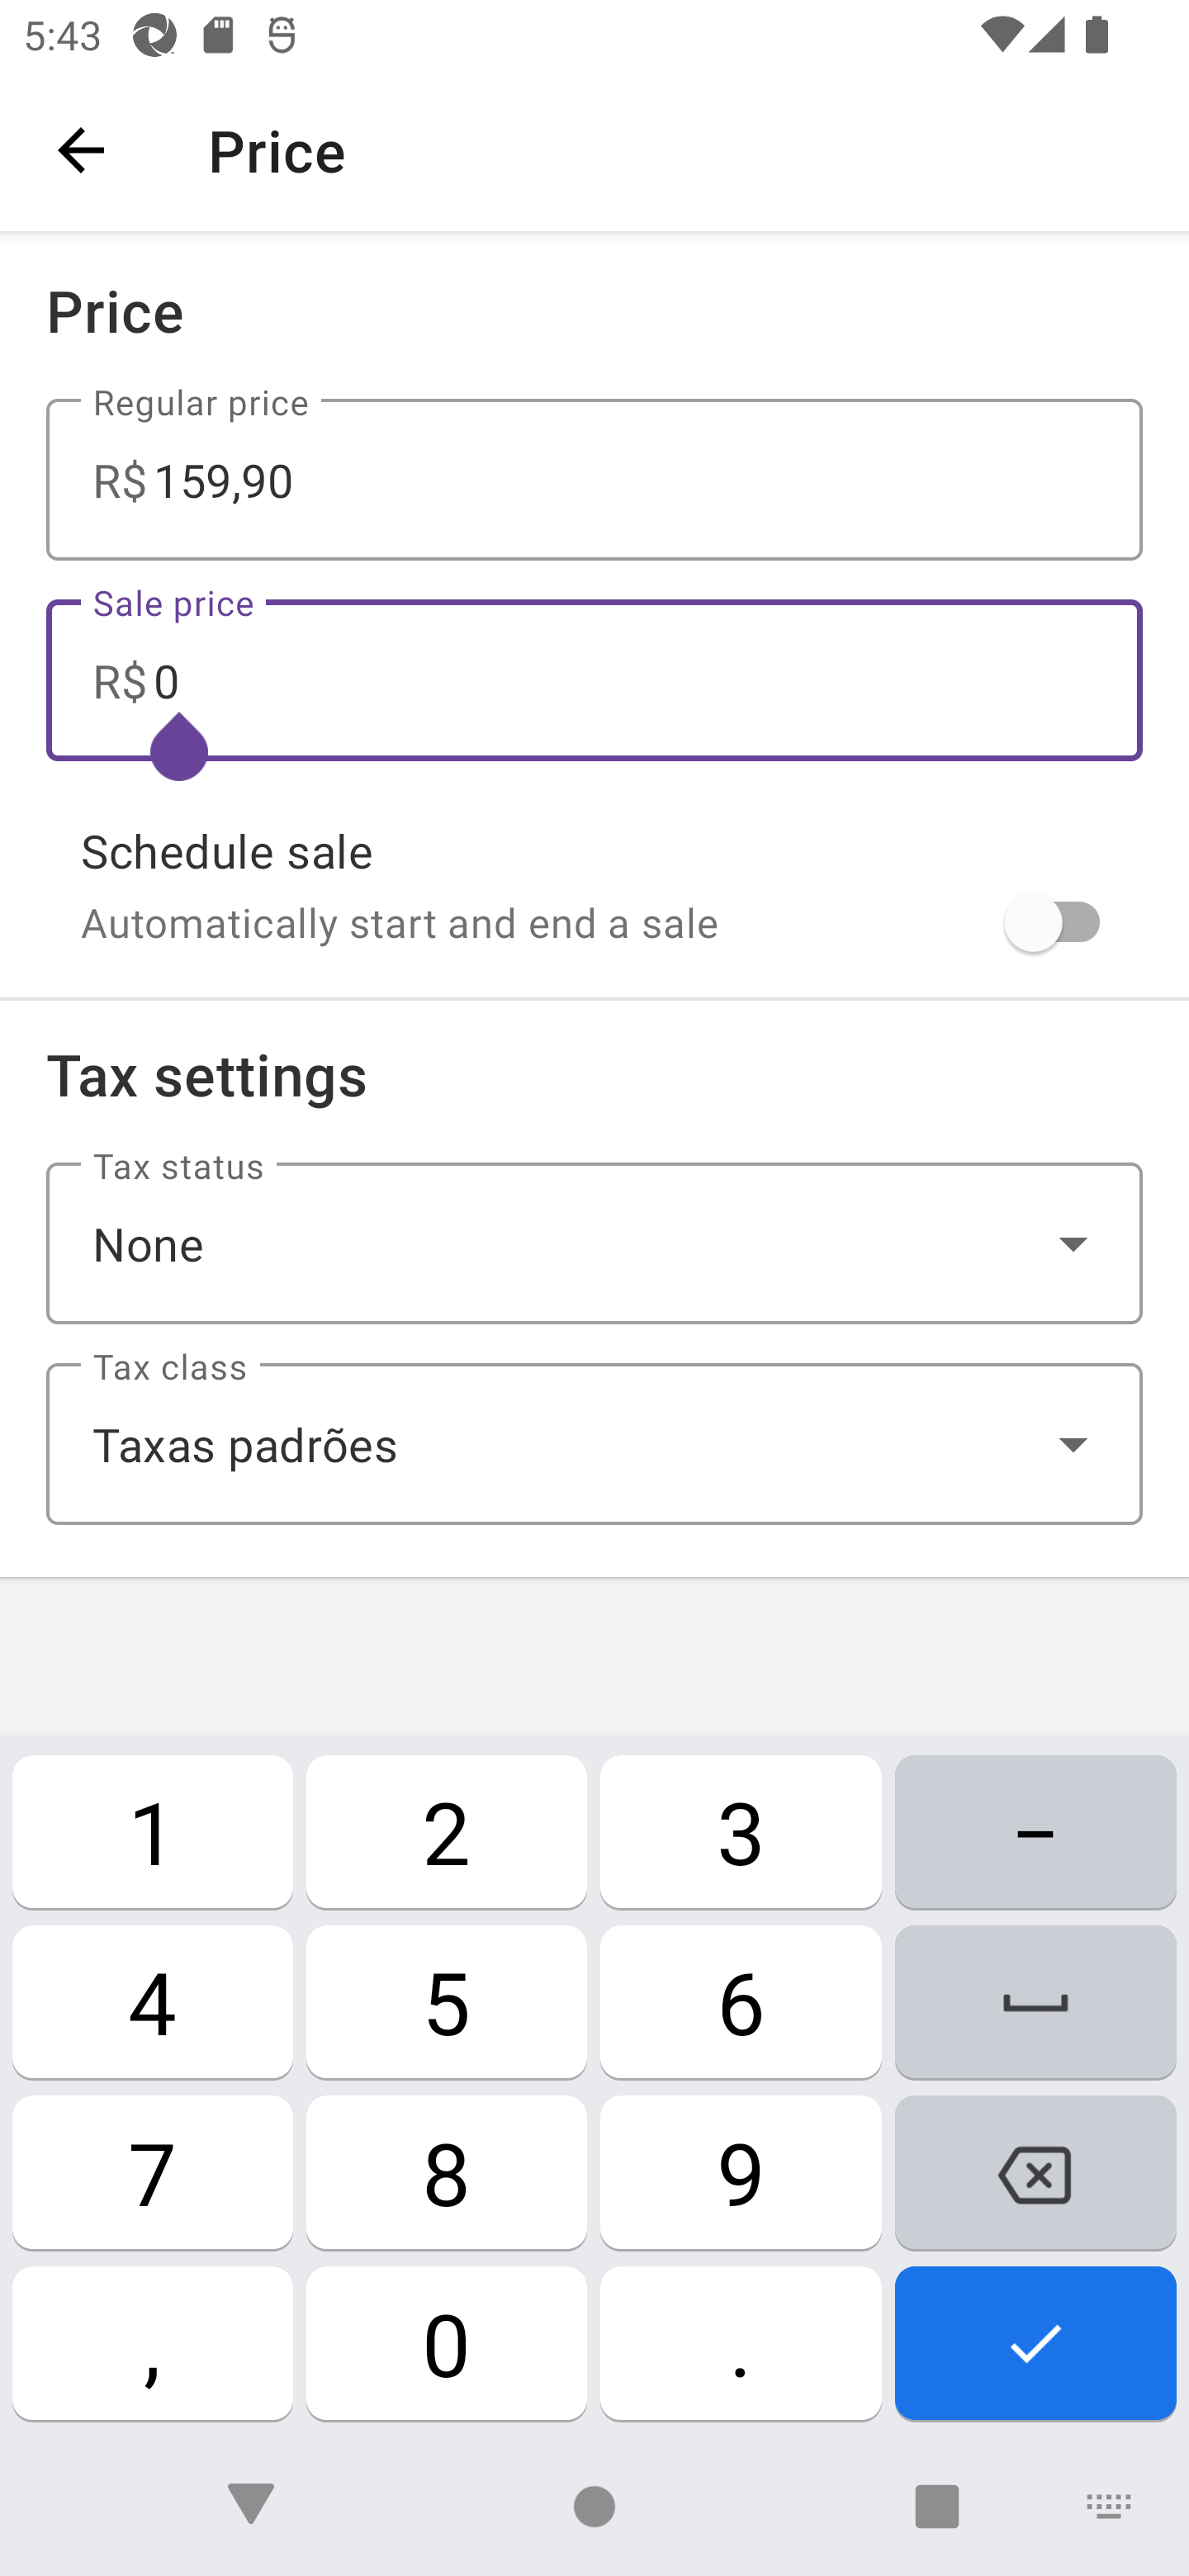 5:43
Price
Price
Regular price
R$ 159,90
Sale price
R$ 0
Schedule sale
Automatically start and end a sale
Tax settings
Tax status
None
Tax class
Taxas padrões
1 2 3 –
4 5 6
7 8 9
, 0 .